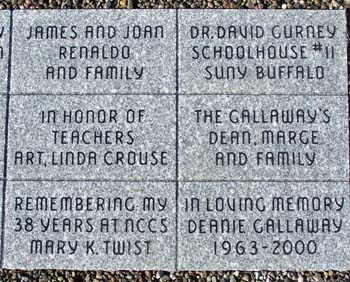 JAMES AND JOAN
RENALDO
AND FAMILY
DR. DAVID GURNEY
SCHOOLHOUSE #11
SUNY BUFFALO
IN HONOR OF
TEACHERS
ART, LINDA CROUSE
THE GALLAWAY'S
DEAN, MARGE
AND FAMILY
REMEMBERING MY
38 YEARS AT NCCS
MARY K. TWIST
IN LOVING MEMORY
DEANIE GALLAWAY
1963-2000